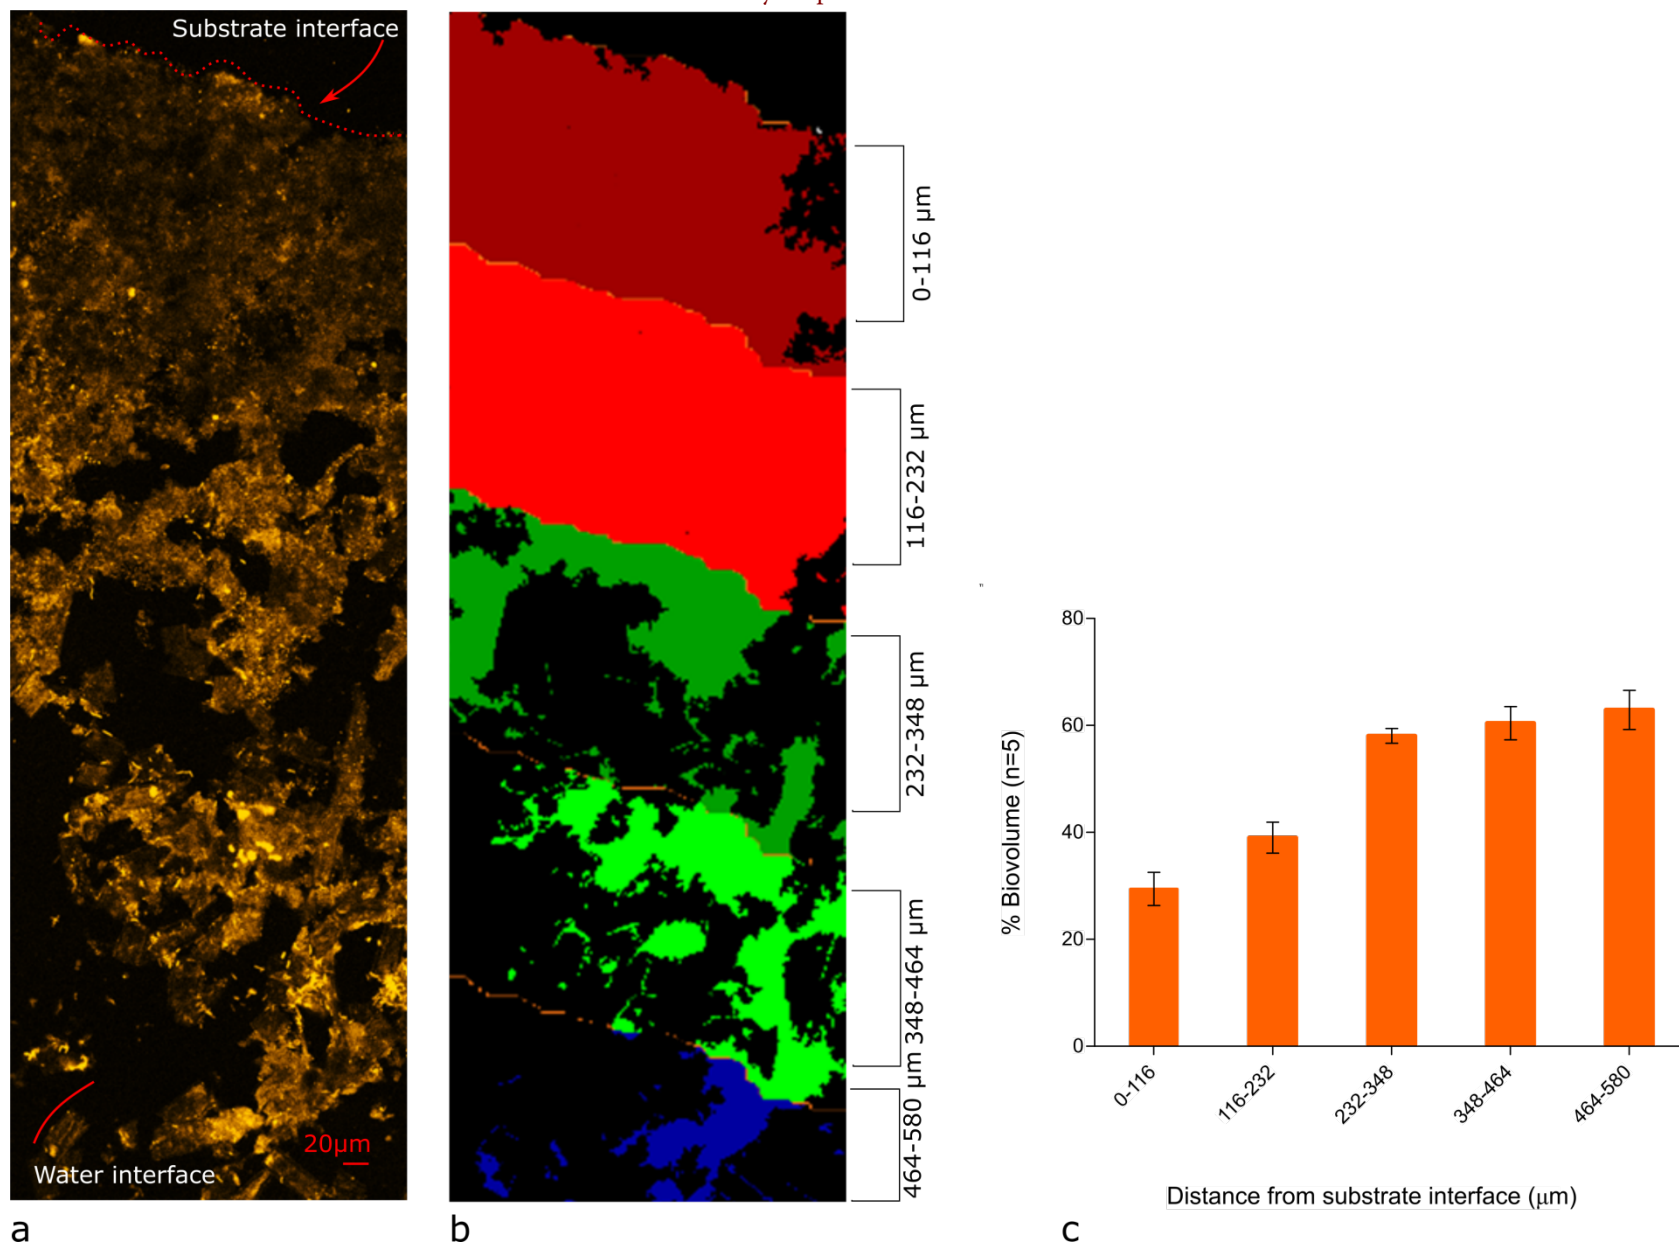 Substrate interface
Water interface
20µm
a
0-116 µm
116-232 µm
232-348 µm
348-464 µm
464-580 µm
b
% Biovolume (n=5)
80
60
40
20
0
0-116
116-232
232-348
348-464
464-580
Distance from substrate interface (µm)
c